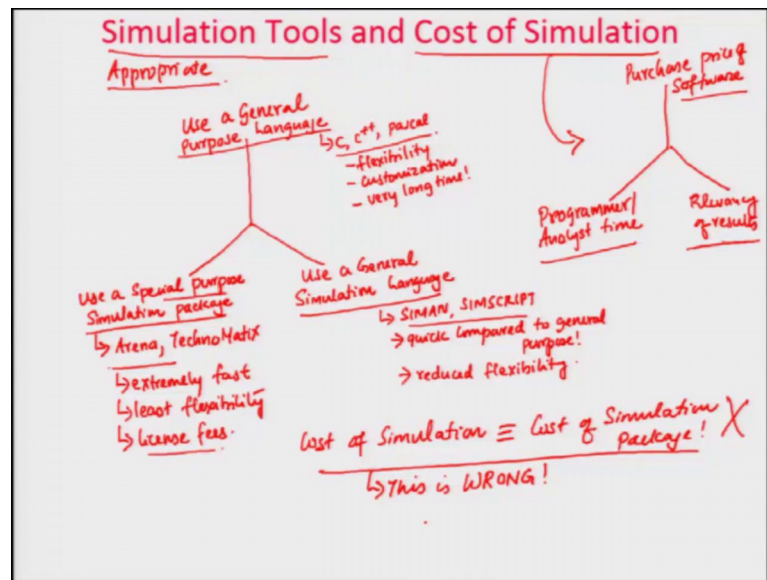 Simulation Tools and Cost of Simulation
Appropriate
Use a General
purpose Language
↳ C, C++, pascal
- flexibility
- customization
- very long time!
Use a Special purpose
Simulation package
↳ Arena, TechnoMatix
↳ extremely fast
↳ least flexibility
↳ License fees.
Use a General
Simulation Language
↳ SIMAN, SIMSCRIPT
→ quick compared to general
purpose!
→ reduced flexibility.
Purchase price of
Software
Programmer/
Analyst time
Relevancy
of results
Cost of Simulation ≡ Cost of Simulation
package! X
↳ This is WRONG!